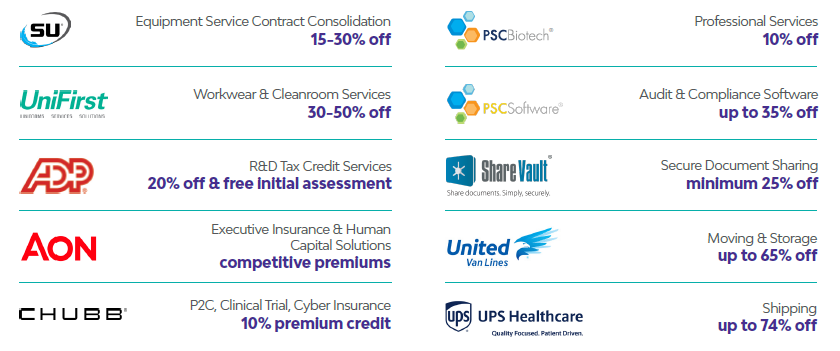 SU
Equipment Service Contract Consolidation
15-30% off
UniFirst
UNIFORMS SERVICES SOLUTIONS
Workwear & Cleanroom Services
30-50% off
ADP
R&D Tax Credit Services
20% off & free initial assessment
AON
Executive Insurance & Human
Capital Solutions
competitive premiums
CHUBB®
P2C, Clinical Trial, Cyber Insurance
10% premium credit
PSCBiotech®
Professional Services
10% off
PSCSoftware®
Audit & Compliance Software
up to 35% off
ShareVault®
Share documents. Simply, securely.
Secure Document Sharing
minimum 25% off
United
Van Lines
Moving & Storage
up to 65% off
ups UPS Healthcare
Quality Focused. Patient Driven.
Shipping
up to 74% off